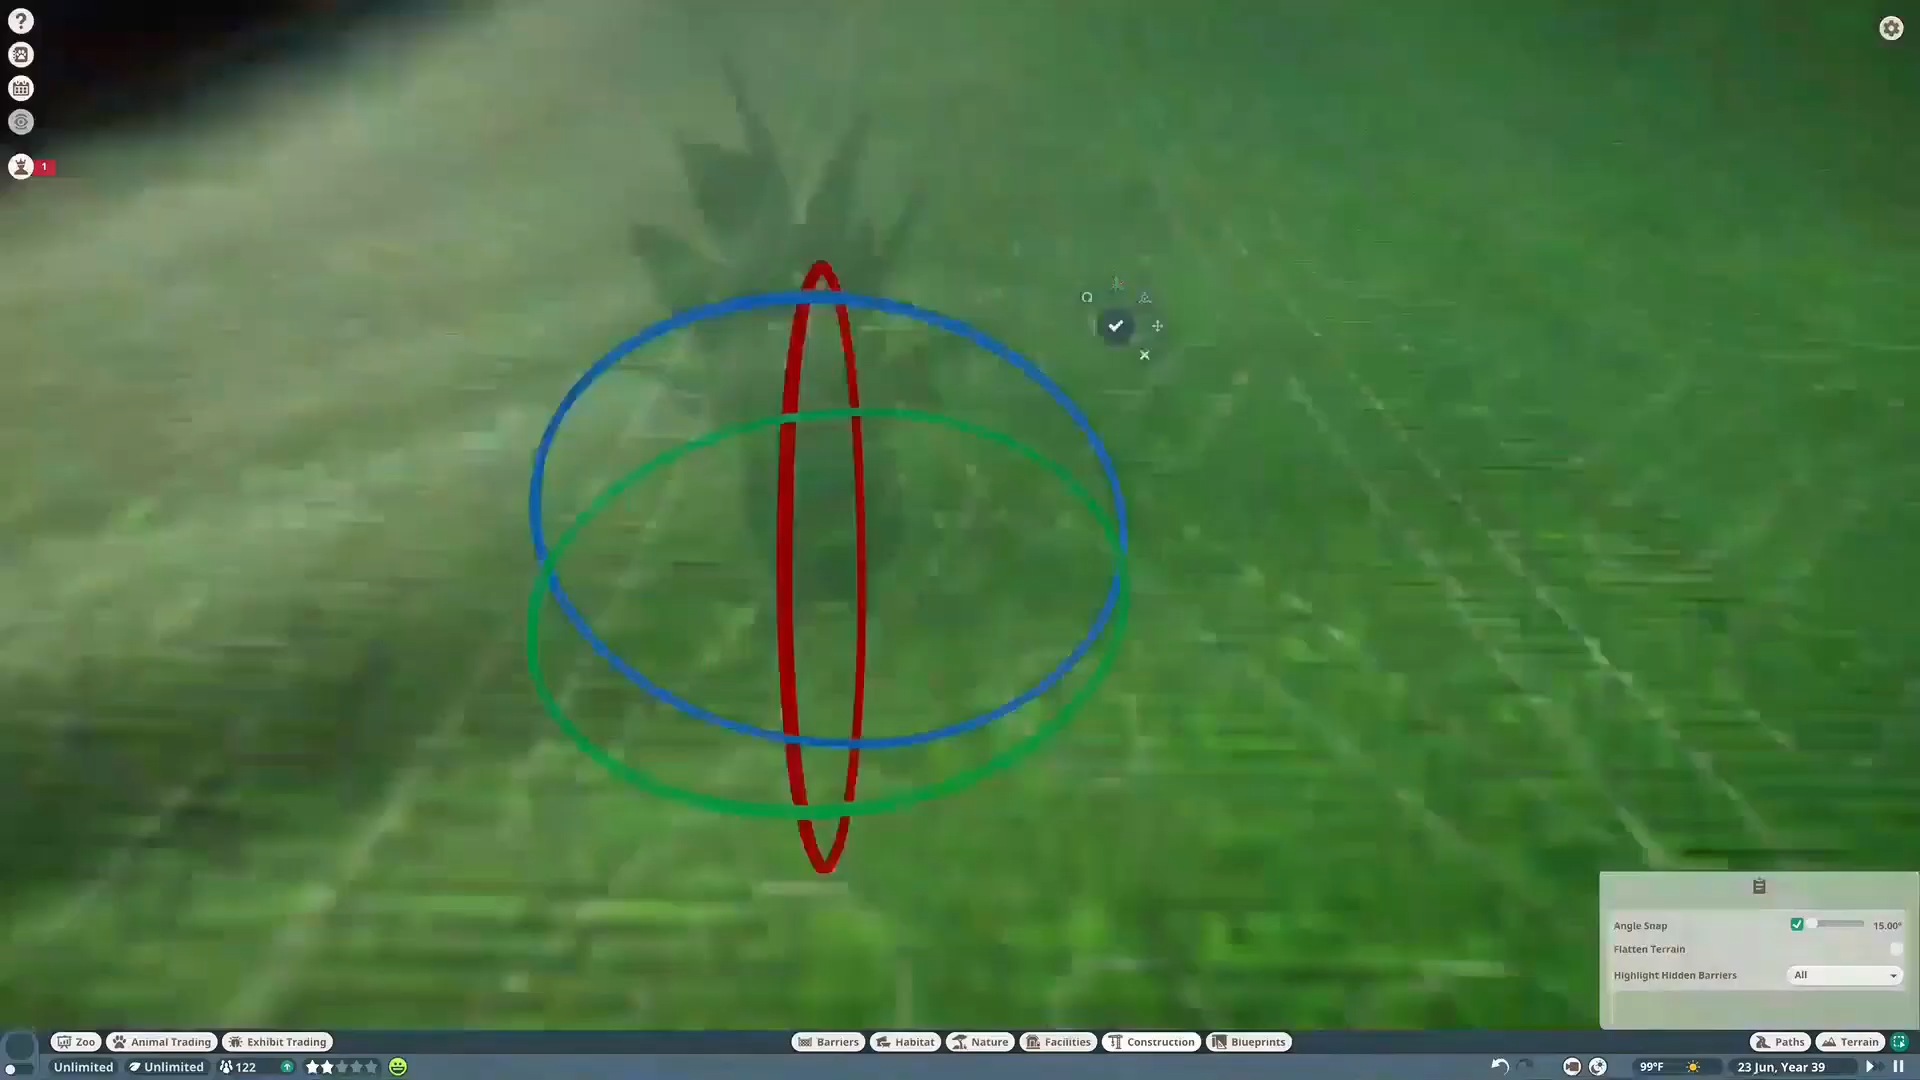 ?
1
Angle Snap 15.00°
Flatten Terrain
Highlight Hidden Barriers All
Zoo Animal Trading Exhibit Trading Barriers Habitat Nature Facilities Construction Blueprints Paths Terrain
Unlimited Unlimited 122 99°F 23 Jun, Year 39